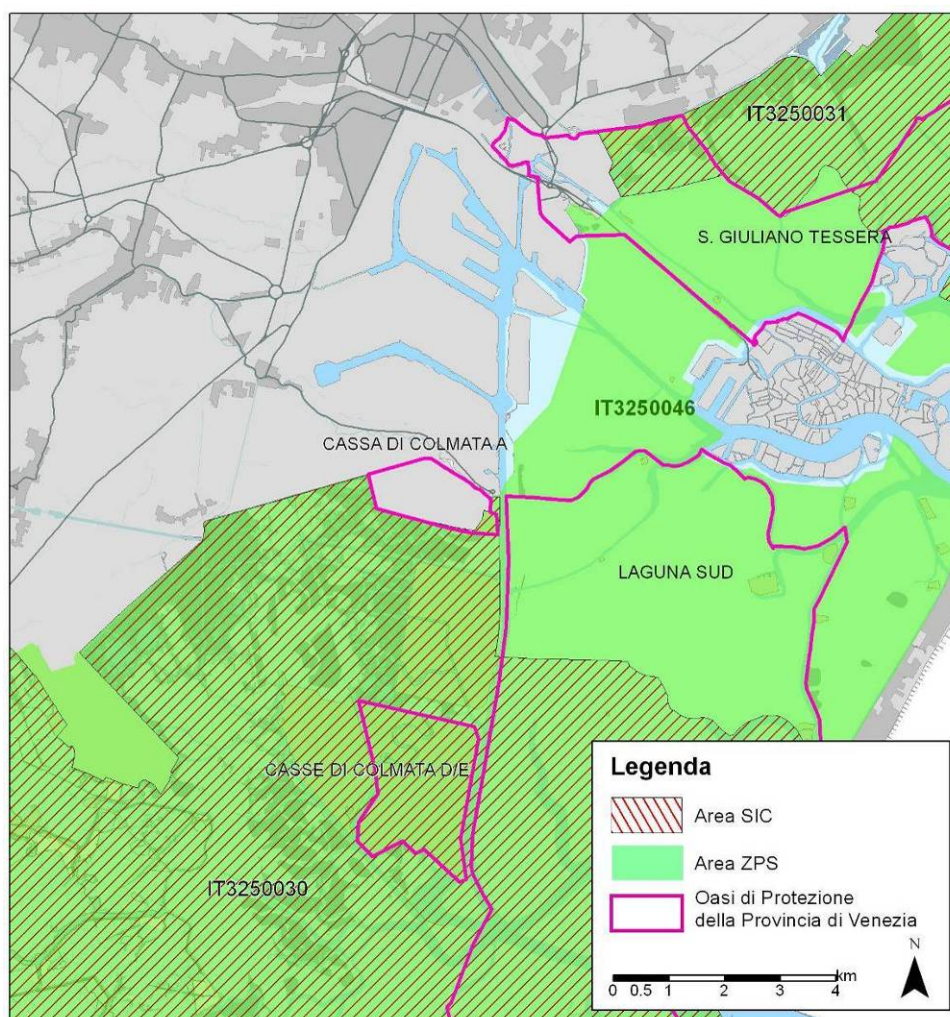 IT3250031
S. GIULIANO TESSERA
IT3250046
CASSA DI COLMATA A
LAGUNA SUD
CASSE DI COLMATA D/E
IT3250030
Legenda
Area SIC
Area ZPS
Oasi di Protezione
della Provincia di Venezia
N
km
0 0.5 1 2 3 4